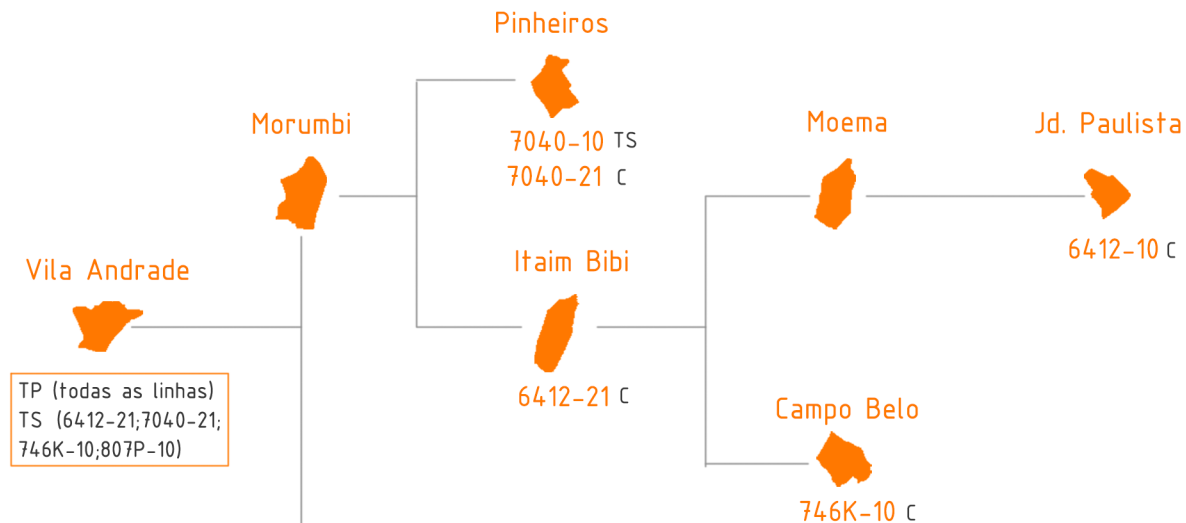 Pinheiros
7040-10 TS
7040-21 C
Morumbi
Moema
Jd. Paulista
6412-10 C
Vila Andrade
TP (todas as linhas)
TS (6412-21;7040-21;
746K-10;807P-10)
Itaim Bibi
6412-21 C
Campo Belo
746K-10 C